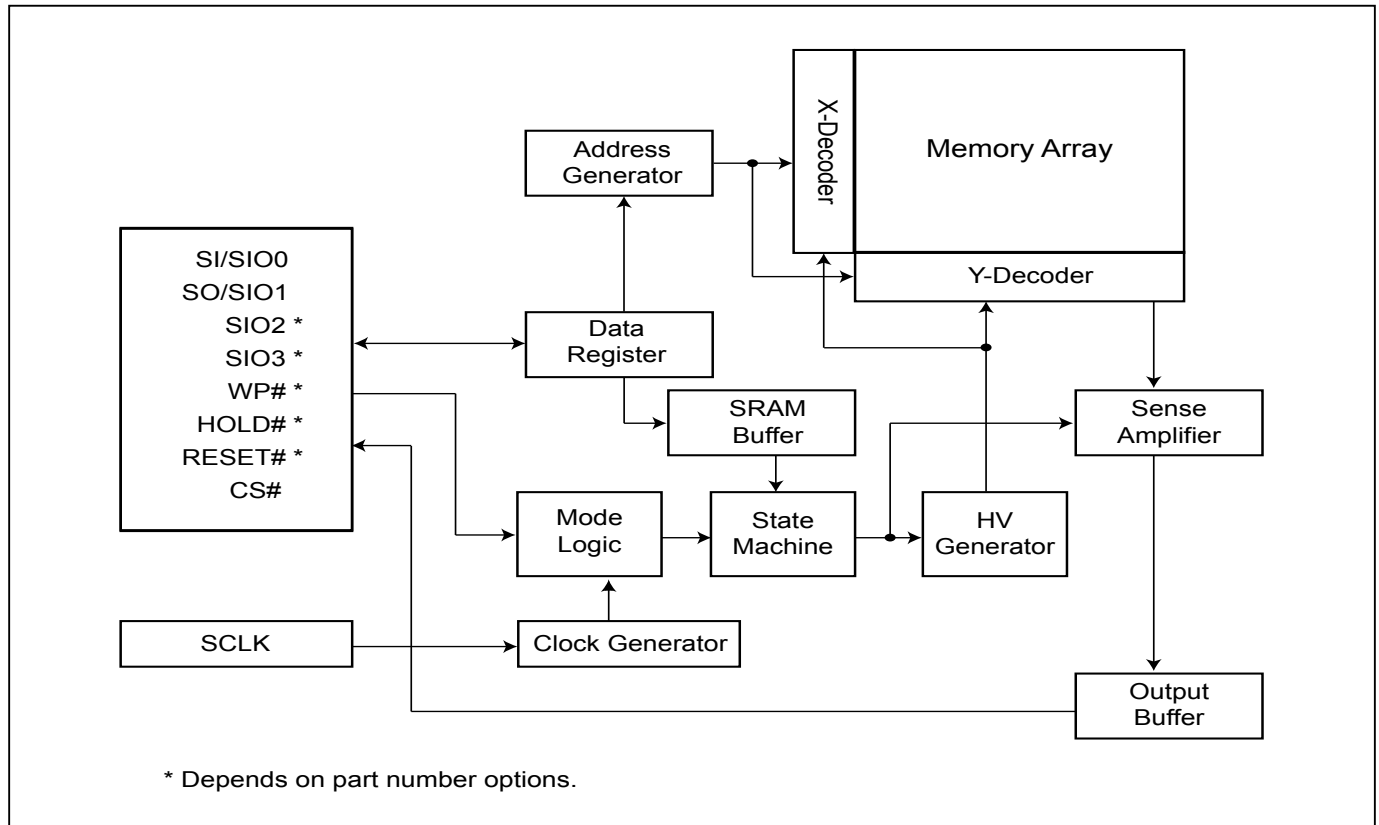 X-Decoder
Memory Array
Address
Generator
SI/SIO0
SO/SIO1
SIO2 *
SIO3 *
WP# *
HOLD# *
RESET# *
CS#
Y-Decoder
Data
Register
SRAM
Buffer
Sense
Amplifier
Mode
Logic
State
Machine
HV
Generator
SCLK
Clock Generator
Output
Buffer
* Depends on part number options.